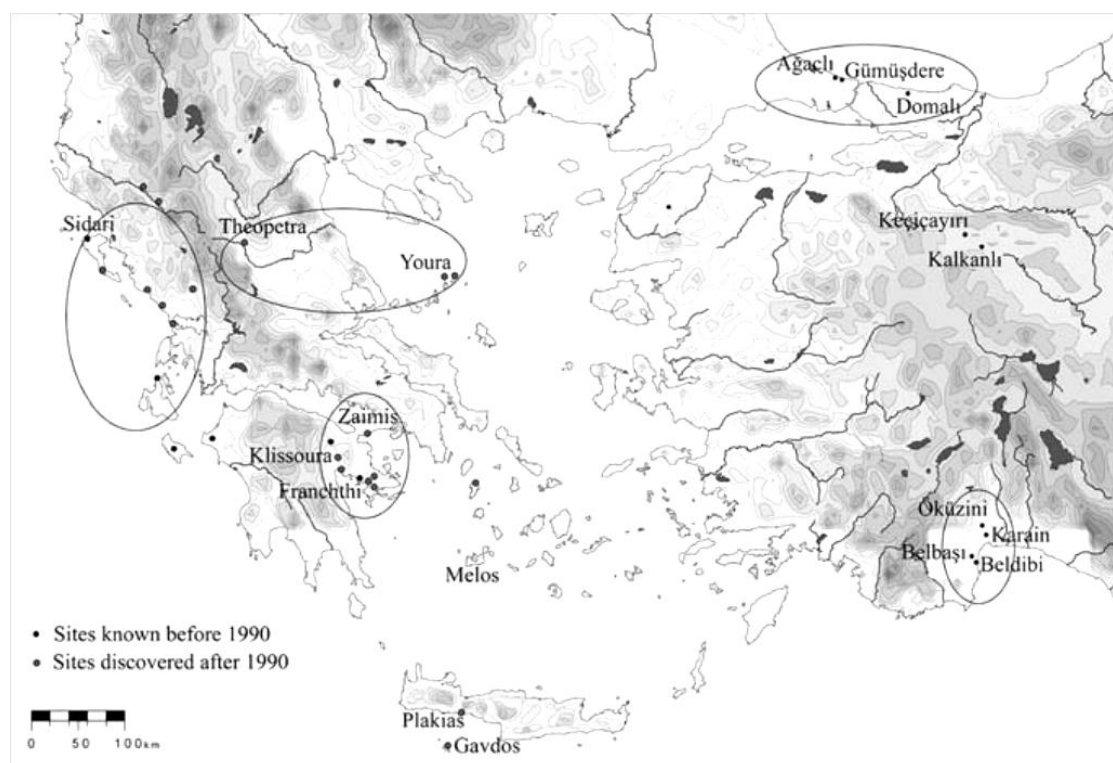 Ağaçlı
Gümüşdere
Domalı
Sidari
Theopetra
Youra
Keçiçayırı
Kalkanlı
Zaimis
Klissoura
Franchthi
Öküzini
Karain
Belbaşı
Beldibi
Melos
• Sites known before 1990
• Sites discovered after 1990
Plakias
Gavdos
0 50 100km